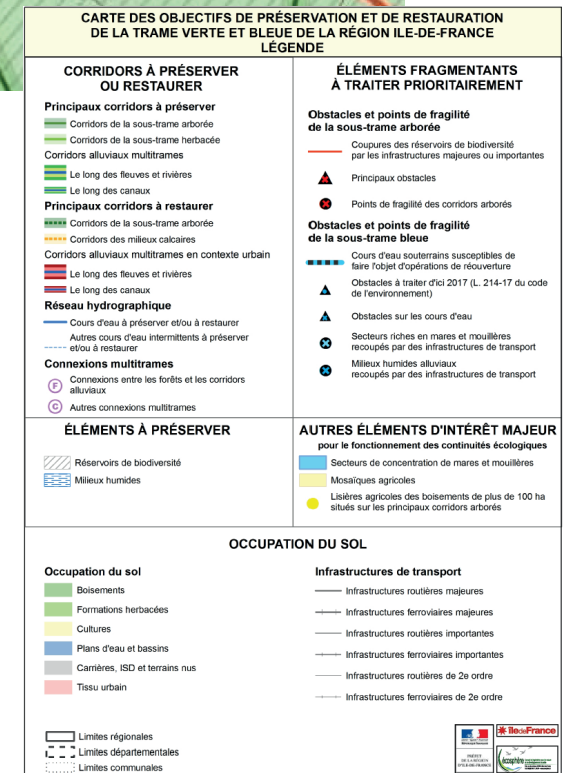 CARTE DES OBJECTIFS DE PRÉSERVATION ET DE RESTAURATION
DE LA TRAME VERTE ET BLEUE DE LA RÉGION ILE-DE-FRANCE
LÉGENDE
CORRIDORS À PRÉSERVER
OU RESTAURER
Principaux corridors à préserver
Corridors de la sous-trame arborée
Corridors de la sous-trame herbacée
Corridors alluviaux multitrames
Le long des fleuves et rivières
Le long des canaux
Principaux corridors à restaurer
Corridors de la sous-trame arborée
Corridors des milieux calcaires
Corridors alluviaux multitrames en contexte urbain
Le long des fleuves et rivières
Le long des canaux
Réseau hydrographique
Cours d'eau à préserver et/ou à restaurer
Autres cours d'eau intermittents à préserver
et/ou à restaurer
Connexions multitrames
F Connexions entre les forêts et les corridors
alluviaux
C Autres connexions multitrames
ÉLÉMENTS FRAGMENTANTS
À TRAITER PRIORITAIREMENT
Obstacles et points de fragilité
de la sous-trame arborée
Coupures des réservoirs de biodiversité
par les infrastructures majeures ou importantes
Principaux obstacles
Points de fragilité des corridors arborés
Obstacles et points de fragilité
de la sous-trame bleue
Cours d'eau souterrains susceptibles de
faire l'objet d'opérations de réouverture
Obstacles à traiter d'ici 2017 (L. 214-17 du code
de l'environnement)
Obstacles sur les cours d'eau
Secteurs riches en mares et mouillères
recoupés par des infrastructures de transport
Milieux humides alluviaux
recoupés par des infrastructures de transport
ÉLÉMENTS À PRÉSERVER
Réservoirs de biodiversité
Milieux humides
AUTRES ÉLÉMENTS D'INTÉRÊT MAJEUR
pour le fonctionnement des continuités écologiques
Secteurs de concentration de mares et mouillères
Mosaïques agricoles
Lisières agricoles des boisements de plus de 100 ha
situés sur les principaux corridors arborés
OCCUPATION DU SOL
Occupation du sol
Boisements
Formations herbacées
Cultures
Plans d'eau et bassins
Carrières, ISD et terrains nus
Tissu urbain
Infrastructures de transport
Infrastructures routières majeures
Infrastructures ferroviaires majeures
Infrastructures routières importantes
Infrastructures ferroviaires importantes
Infrastructures routières de 2e ordre
Infrastructures ferroviaires de 2e ordre
Limites régionales
Limites départementales
Limites communales
PRÉFET
DE LA RÉGION
D'ILE-DE-FRANCE
îledeFrance
écosphère